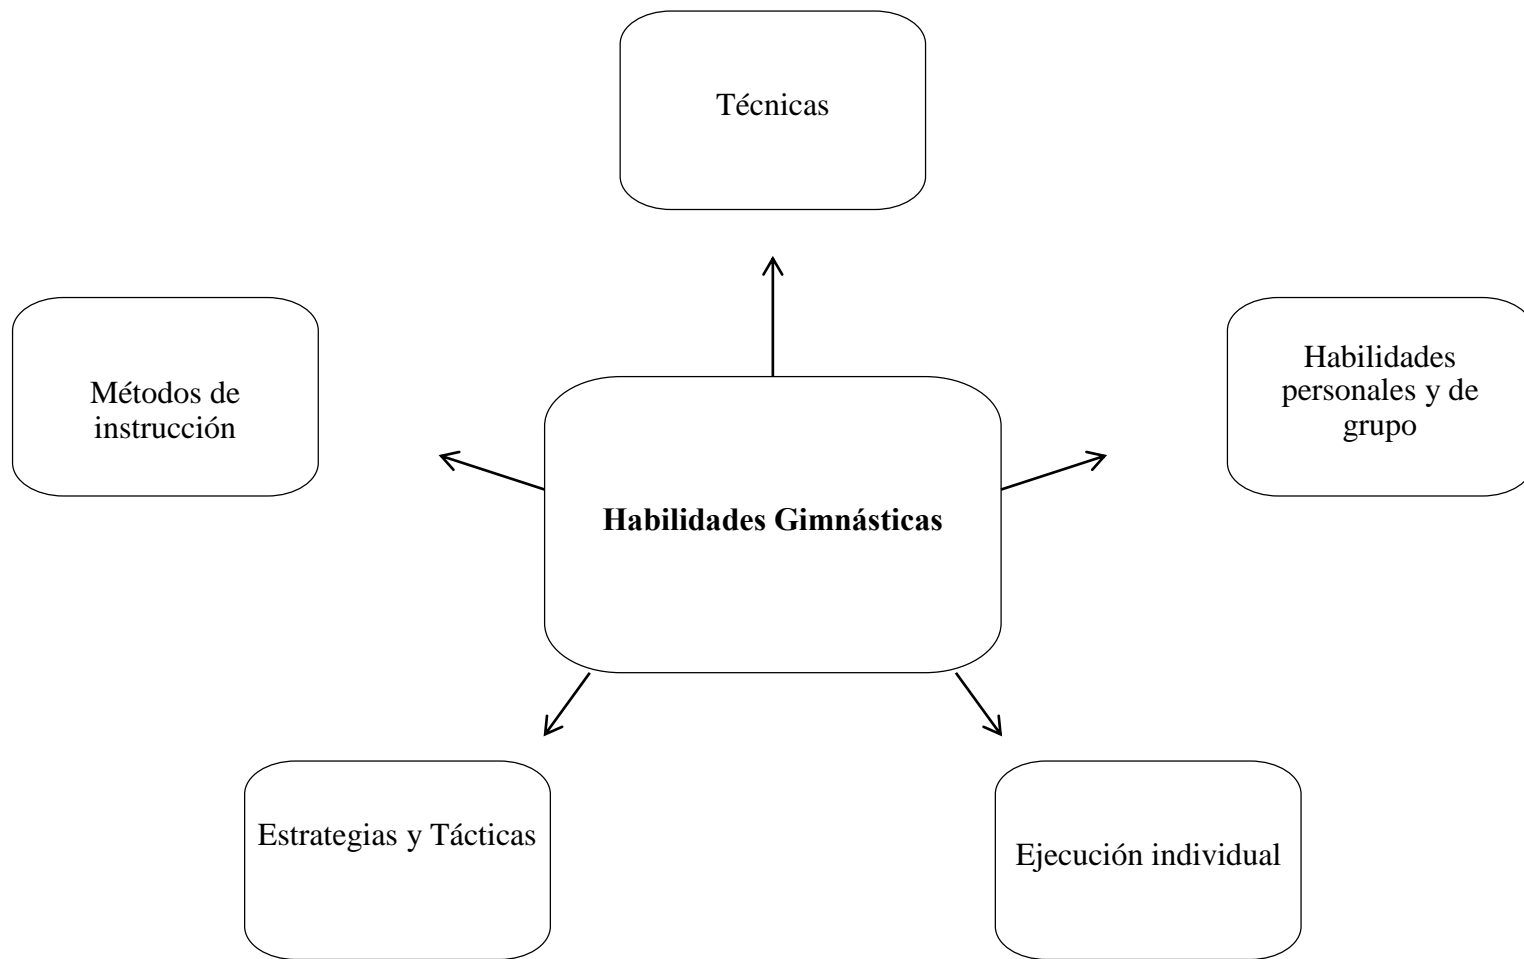 Técnicas
Métodos de
instrucción
Habilidades
personales y de
grupo
Habilidades Gimnásticas
Estrategias y Tácticas
Ejecución individual